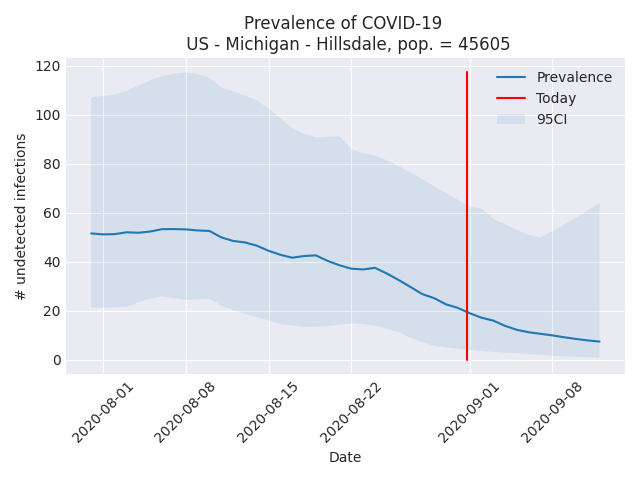 Prevalence of COVID-19
US - Michigan - Hillsdale, pop. = 45605
# undetected infections
120
100
80
60
40
20
0
Prevalence
Today
95CI
2020-08-01
2020-08-08
2020-08-15
2020-08-22
2020-09-01
2020-09-08
Date